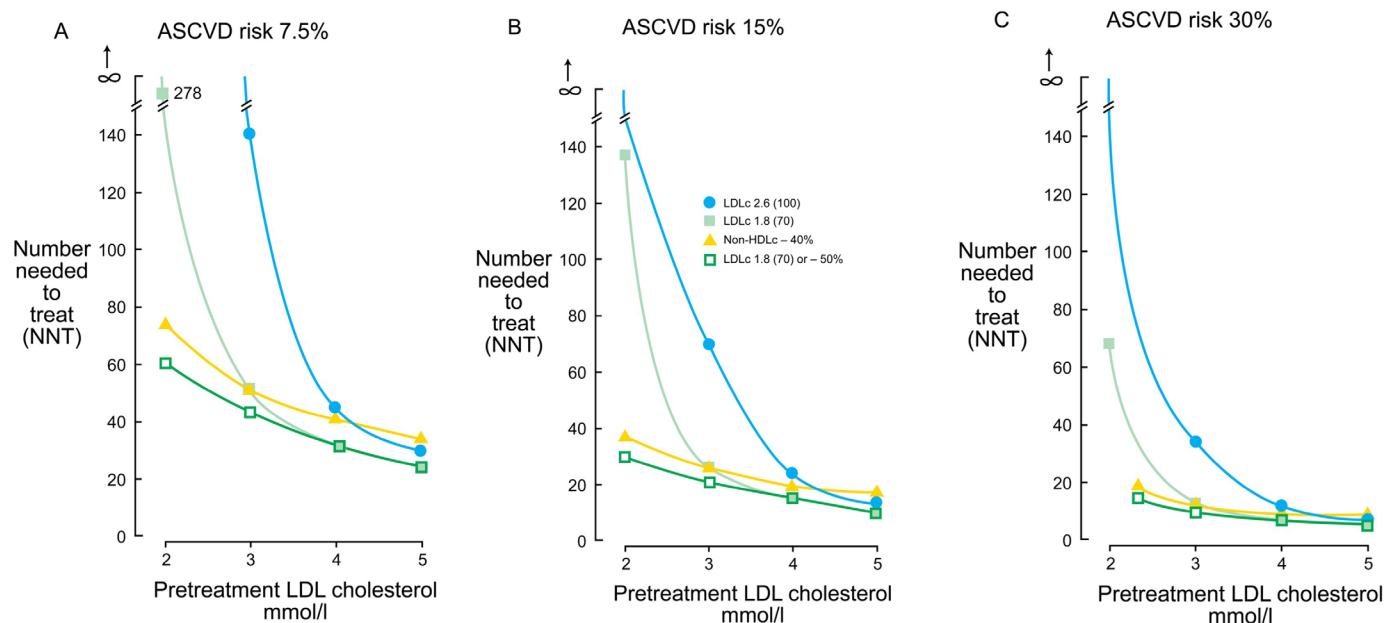 A
ASCVD risk 7.5%
∞ →
278
140
120
100
80
60
40
20
0
Number
needed
to
treat
(NNT)
2 3 4 5
Pretreatment LDL cholesterol
mmol/l
B
ASCVD risk 15%
∞ →
140
120
100
80
60
40
20
0
Number
needed
to
treat
(NNT)
LDLc 2.6 (100)
LDLc 1.8 (70)
Non-HDLc – 40%
LDLc 1.8 (70) or – 50%
2 3 4 5
Pretreatment LDL cholesterol
mmol/l
C
ASCVD risk 30%
∞ →
140
120
100
80
60
40
20
0
Number
needed
to
treat
(NNT)
2 3 4 5
Pretreatment LDL cholesterol
mmol/l